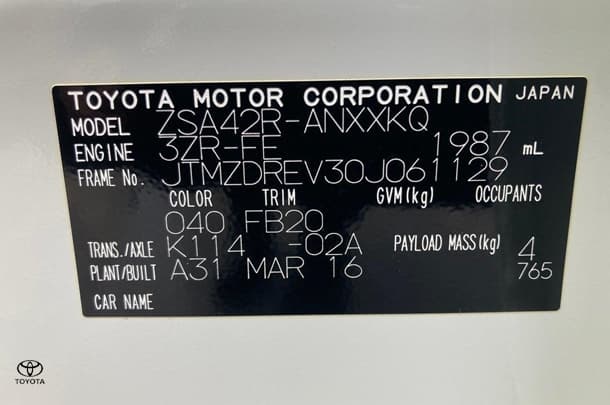 TOYOTA MOTOR CORPORATION JAPAN
MODEL ZSA42R-ANXXKQ
ENGINE 3ZR-FE 1987 mL
FRAME No. JTMZDREV30J061129
COLOR TRIM GVM(kg) OCCUPANTS
040 FB20
TRANS./AXLE K114 -02A PAYLOAD MASS(kg) 4
PLANT/BUILT A31 MAR 16 765
CAR NAME
TOYOTA